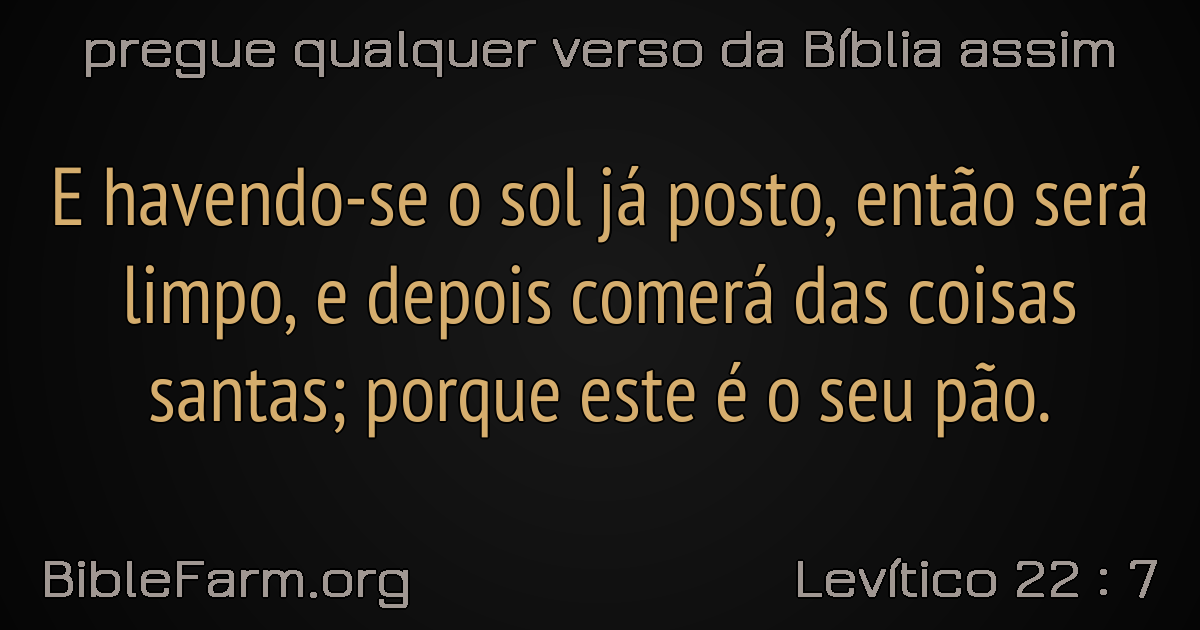 pregue qualquer verso da Bíblia assim
E havendo-se o sol já posto, então será
limpo, e depois comerá das coisas
santas; porque este é o seu pão.
BibleFarm.org
Levítico 22 : 7